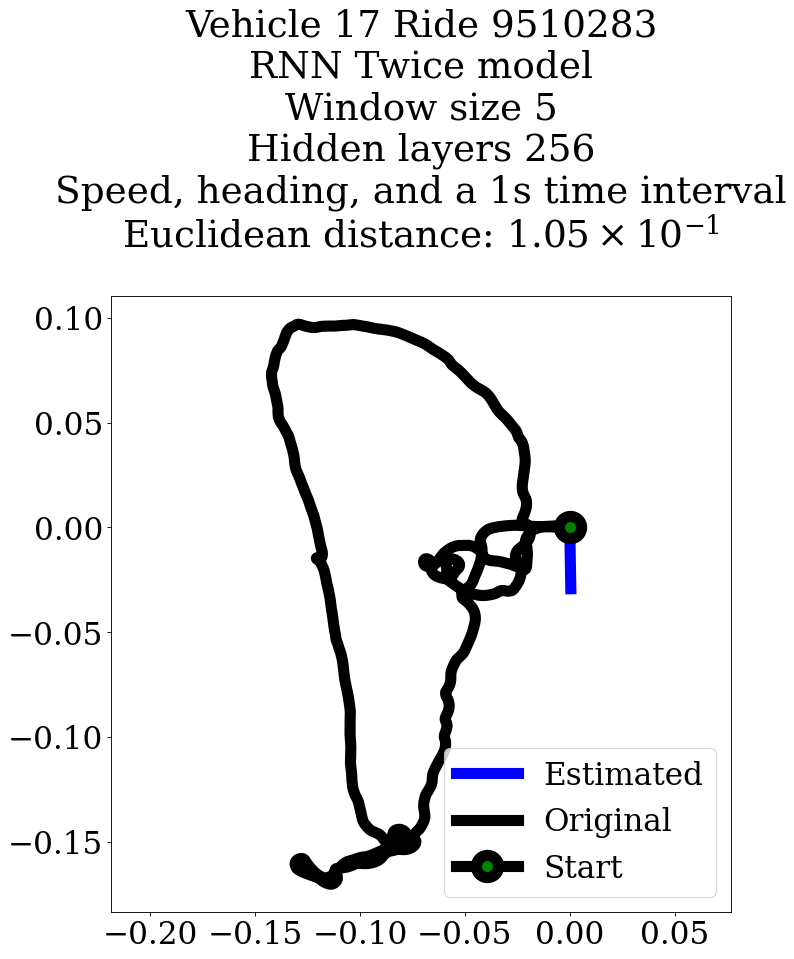 Vehicle 17 Ride 9510283
RNN Twice model
Window size 5
Hidden layers 256
Speed, heading, and a 1s time interval
Euclidean distance: 1.05 × 10⁻¹
0.10
0.05
0.00
−0.05
−0.10
−0.15
Estimated
Original
Start
−0.20 −0.15 −0.10 −0.05 0.00 0.05